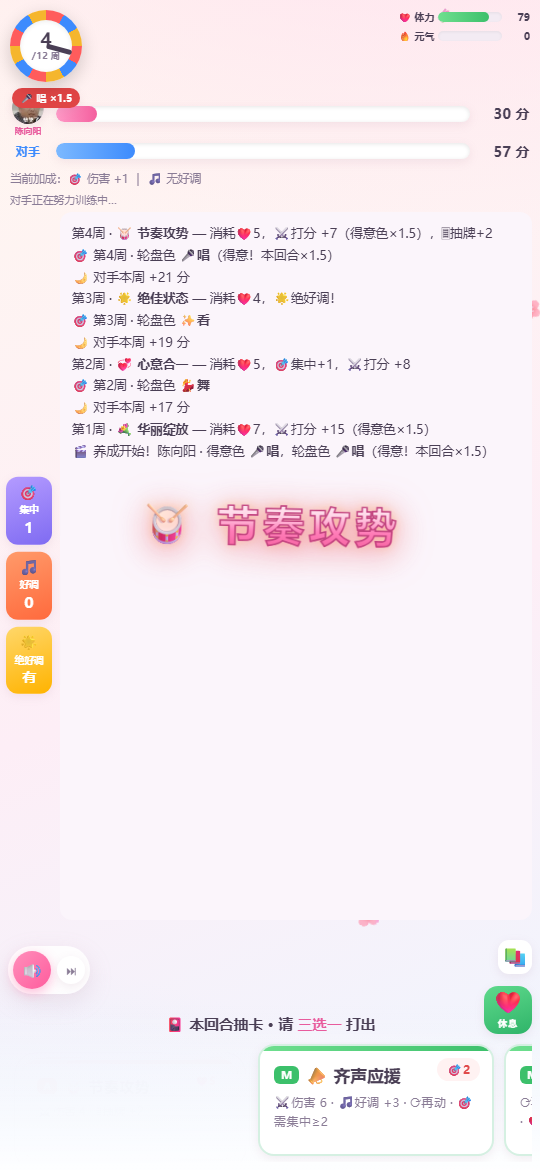 4
/12 周
体力 79
元气 0
唱 ×1.5
陈向阳
30 分
对手
57 分
当前加成: 伤害 +1 | 无好调
对手正在努力训练中...
第4周 · 节奏攻势 — 消耗5, 打分 +7（得意色×1.5）, 抽牌+2
第4周 · 轮盘色 唱（得意! 本回合×1.5）
对手本周 +21 分
第3周 · 绝佳状态 — 消耗4, 绝好调!
第3周 · 轮盘色 看
对手本周 +19 分
第2周 · 心意合一 — 消耗5, 集中+1, 打分 +8
第2周 · 轮盘色 舞
对手本周 +17 分
第1周 · 华丽绽放 — 消耗7, 打分 +15（得意色×1.5）
养成开始! 陈向阳 · 得意色 唱, 轮盘色 唱（得意! 本回合×1.5）
集中
1
好调
0
绝好调
有
节奏攻势
休息
本回合抽卡 • 请 三选一 打出
M 齐声应援 2
伤害 6 · 好调 +3 · 再动 ·
需集中≥2